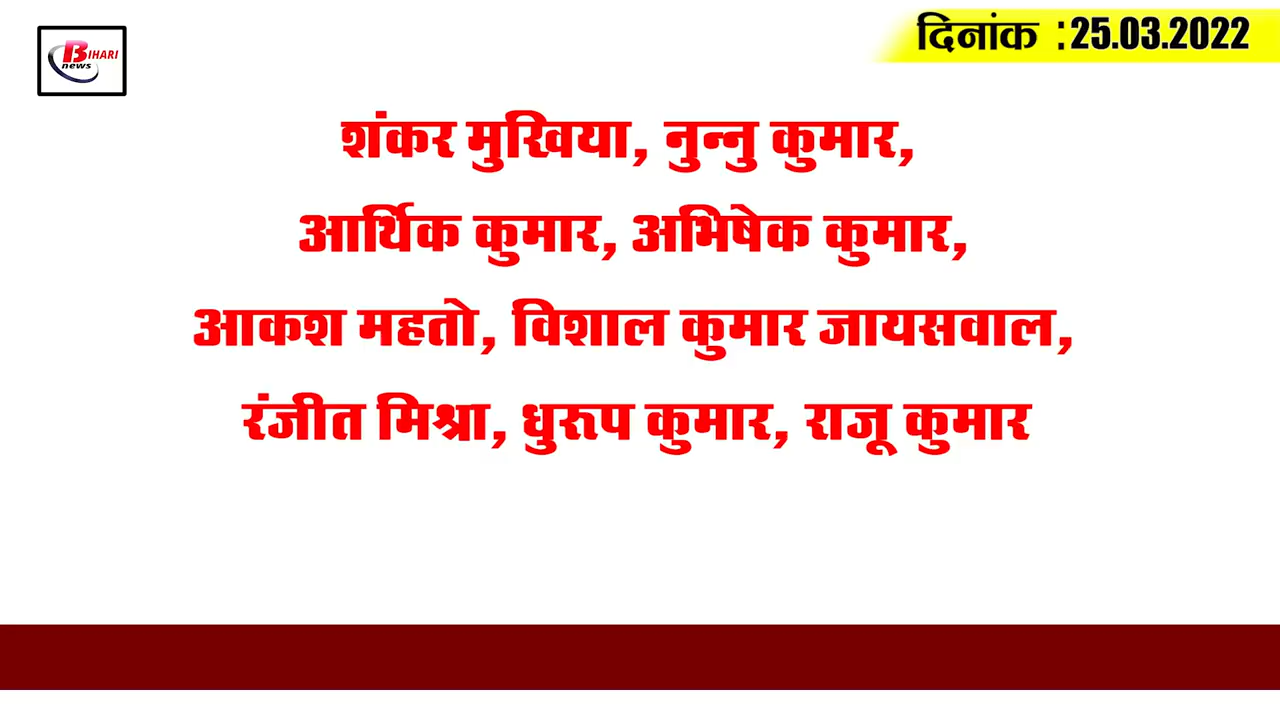 BIHARI
news
दिनांक :25.03.2022
शंकर मुखिया, नुन्नु कुमार,
आर्थिक कुमार, अभिषेक कुमार,
आकश महतो, विशाल कुमार जायसवाल,
रंजीत मिश्रा, धुरूप कुमार, राजू कुमार